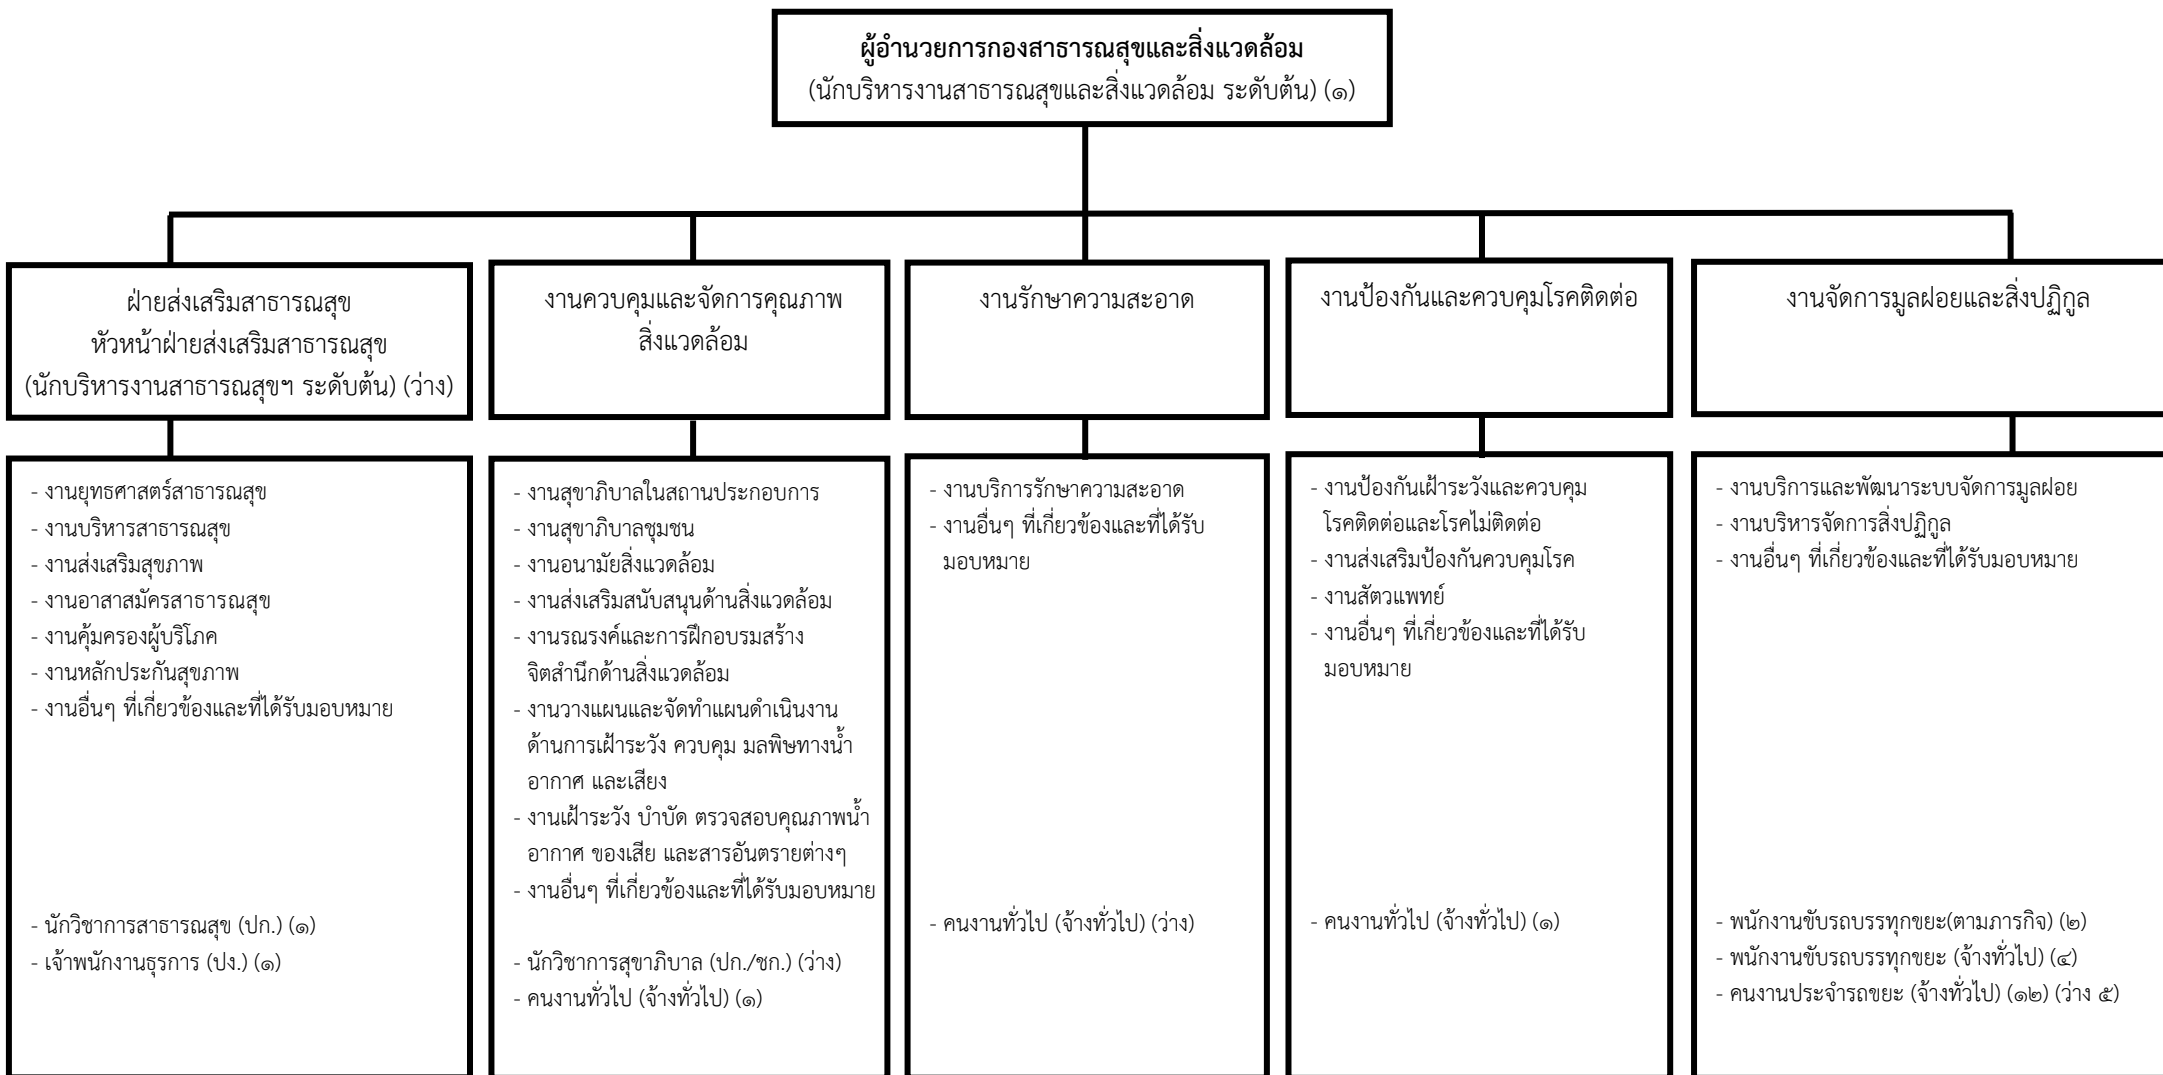 ผู้อำนวยการกองสาธารณสุขและสิ่งแวดล้อม
(นักบริหารงานสาธารณสุขและสิ่งแวดล้อม ระดับต้น) (๑)
ฝ่ายส่งเสริมสาธารณสุข
หัวหน้าฝ่ายส่งเสริมสาธารณสุข
(นักบริหารงานสาธารณสุขฯ ระดับต้น) (ว่าง)
งานควบคุมและจัดการคุณภาพ
สิ่งแวดล้อม
งานรักษาความสะอาด
งานป้องกันและควบคุมโรคติดต่อ
งานจัดการมูลฝอยและสิ่งปฏิกูล
- งานยุทธศาสตร์สาธารณสุข
- งานบริหารสาธารณสุข
- งานส่งเสริมสุขภาพ
- งานอาสาสมัครสาธารณสุข
- งานคุ้มครองผู้บริโภค
- งานหลักประกันสุขภาพ
- งานอื่นๆ ที่เกี่ยวข้องและที่ได้รับมอบหมาย
- นักวิชาการสาธารณสุข (ปก.) (๑)
- เจ้าพนักงานธุรการ (ปง.) (๑)
- งานสุขาภิบาลในสถานประกอบการ
- งานสุขาภิบาลชุมชน
- งานอนามัยสิ่งแวดล้อม
- งานส่งเสริมสนับสนุนด้านสิ่งแวดล้อม
- งานรณรงค์และการฝึกอบรมสร้าง
จิตสำนึกด้านสิ่งแวดล้อม
- งานวางแผนและจัดทำแผนดำเนินงาน
ด้านการเฝ้าระวัง ควบคุม มลพิษทางน้ำ
อากาศ และเสียง
- งานเฝ้าระวัง บำบัด ตรวจสอบคุณภาพน้ำ
อากาศ ของเสีย และสารอันตรายต่างๆ
- งานอื่นๆ ที่เกี่ยวข้องและที่ได้รับมอบหมาย
- นักวิชาการสุขาภิบาล (ปก./ชก.) (ว่าง)
- คนงานทั่วไป (จ้างทั่วไป) (๑)
- งานบริการรักษาความสะอาด
- งานอื่นๆ ที่เกี่ยวข้องและที่ได้รับ
มอบหมาย
- คนงานทั่วไป (จ้างทั่วไป) (ว่าง)
- งานป้องกันเฝ้าระวังและควบคุม
โรคติดต่อและโรคไม่ติดต่อ
- งานส่งเสริมป้องกันควบคุมโรค
- งานสัตวแพทย์
- งานอื่นๆ ที่เกี่ยวข้องและที่ได้รับ
มอบหมาย
- คนงานทั่วไป (จ้างทั่วไป) (๑)
- งานบริการและพัฒนาระบบจัดการมูลฝอย
- งานบริหารจัดการสิ่งปฏิกูล
- งานอื่นๆ ที่เกี่ยวข้องและที่ได้รับมอบหมาย
- พนักงานขับรถบรรทุกขยะ(ตามภารกิจ) (๒)
- พนักงานขับรถบรรทุกขยะ (จ้างทั่วไป) (๔)
- คนงานประจำรถขยะ (จ้างทั่วไป) (๑๒) (ว่าง ๕)